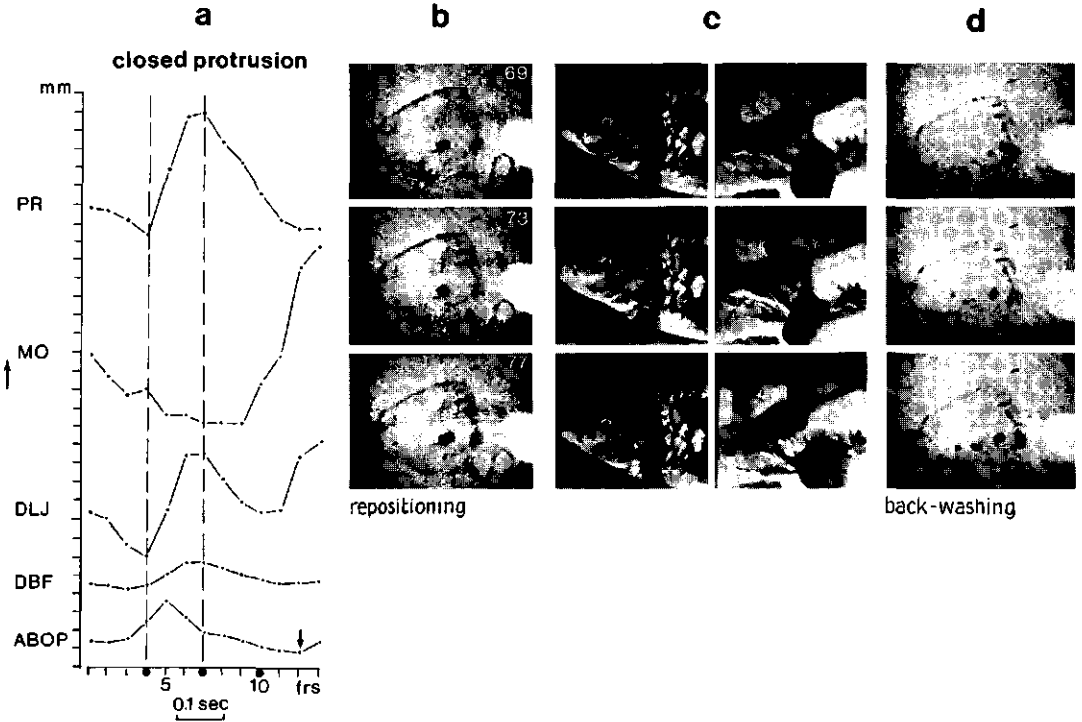 a
b
c
d
closed protrusion
mm
PR
MO
DLJ
DBF
ABOP
5
10
frs
0.1 sec
69
73
77
repositioning
back-washing